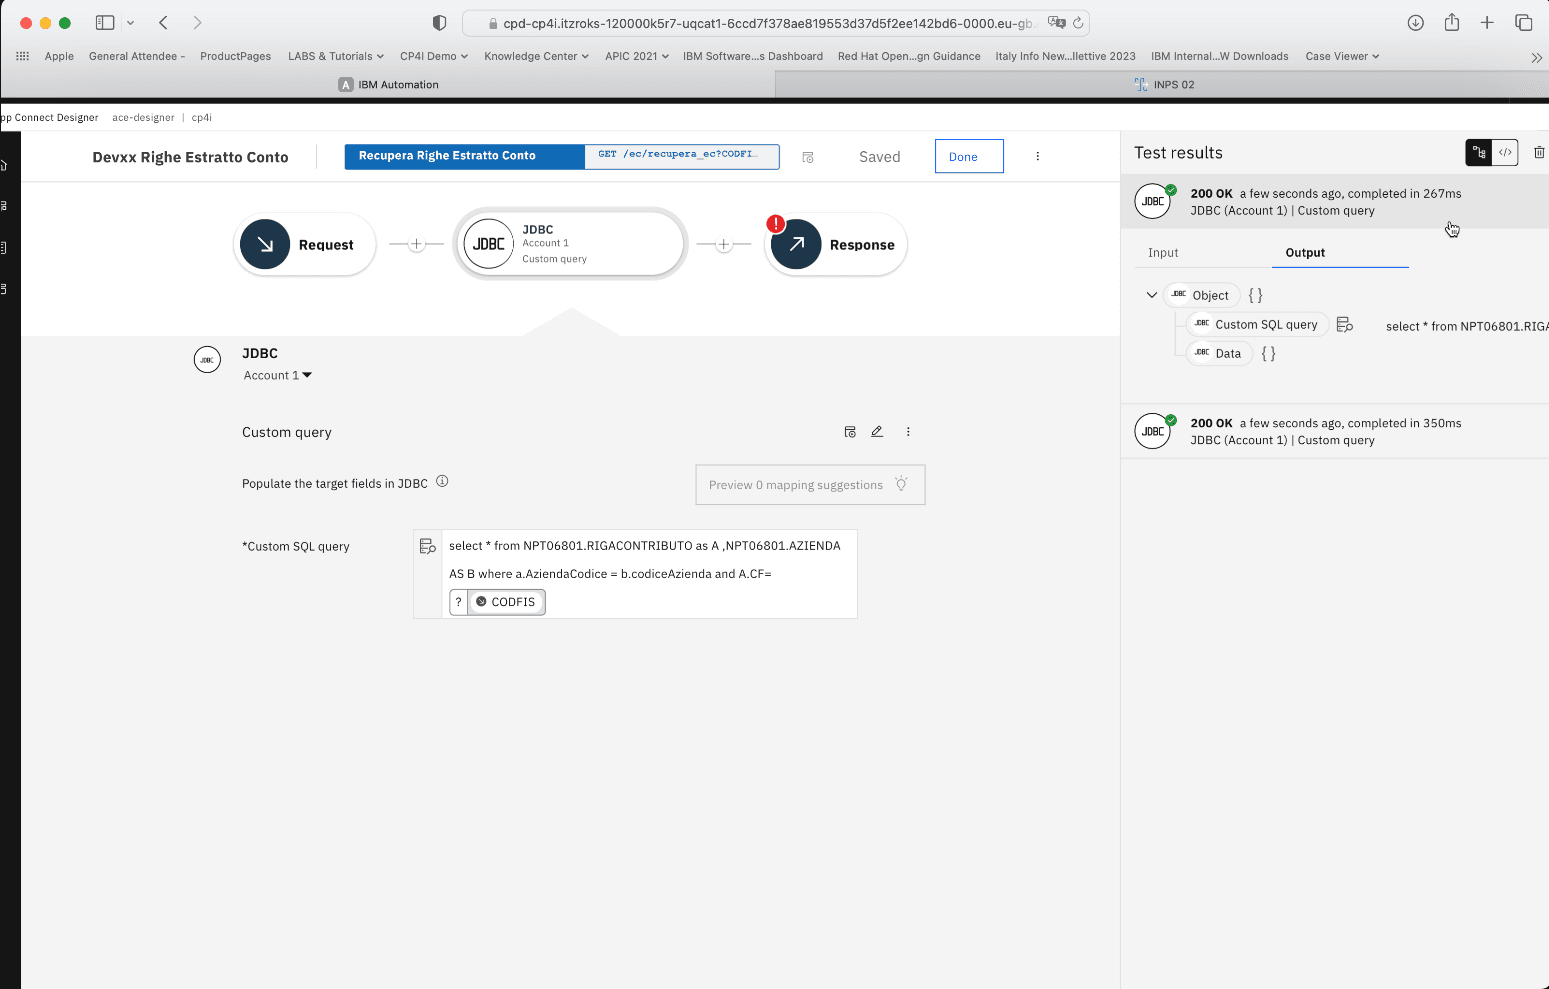 cpd-cp4i.itzroks-120000k5r7-uqcat1-6ccd7f378ae819553d37d5f2ee142bd6-0000.eu-gb.
Apple General Attendee - ProductPages LABS & Tutorials CP4I Demo Knowledge Center APIC 2021 IBM Software...s Dashboard Red Hat Open...gn Guidance Italy Info New...llettive 2023 IBM Internal...W Downloads Case Viewer
A IBM Automation INPS 02
pp Connect Designer ace-designer | cp4i
Devxx Righe Estratto Conto
Recupera Righe Estratto Conto GET /ec/recupera_ec?CODFI…
Saved
Done
Request
JDBC
JDBC
Account 1
Custom query
!
Response
JDBC
JDBC
Account 1
Custom query
Populate the target fields in JDBC
Preview 0 mapping suggestions
*Custom SQL query
select * from NPT06801.RIGACONTRIBUTO as A ,NPT06801.AZIENDA
AS B where a.AziendaCodice = b.codiceAzienda and A.CF=
? CODFIS
Test results
</>
JDBC
200 OK a few seconds ago, completed in 267ms
JDBC (Account 1) | Custom query
Input Output
JDBC Object { }
JDBC Custom SQL query select * from NPT06801.RIGA
JDBC Data { }
JDBC
200 OK a few seconds ago, completed in 350ms
JDBC (Account 1) | Custom query